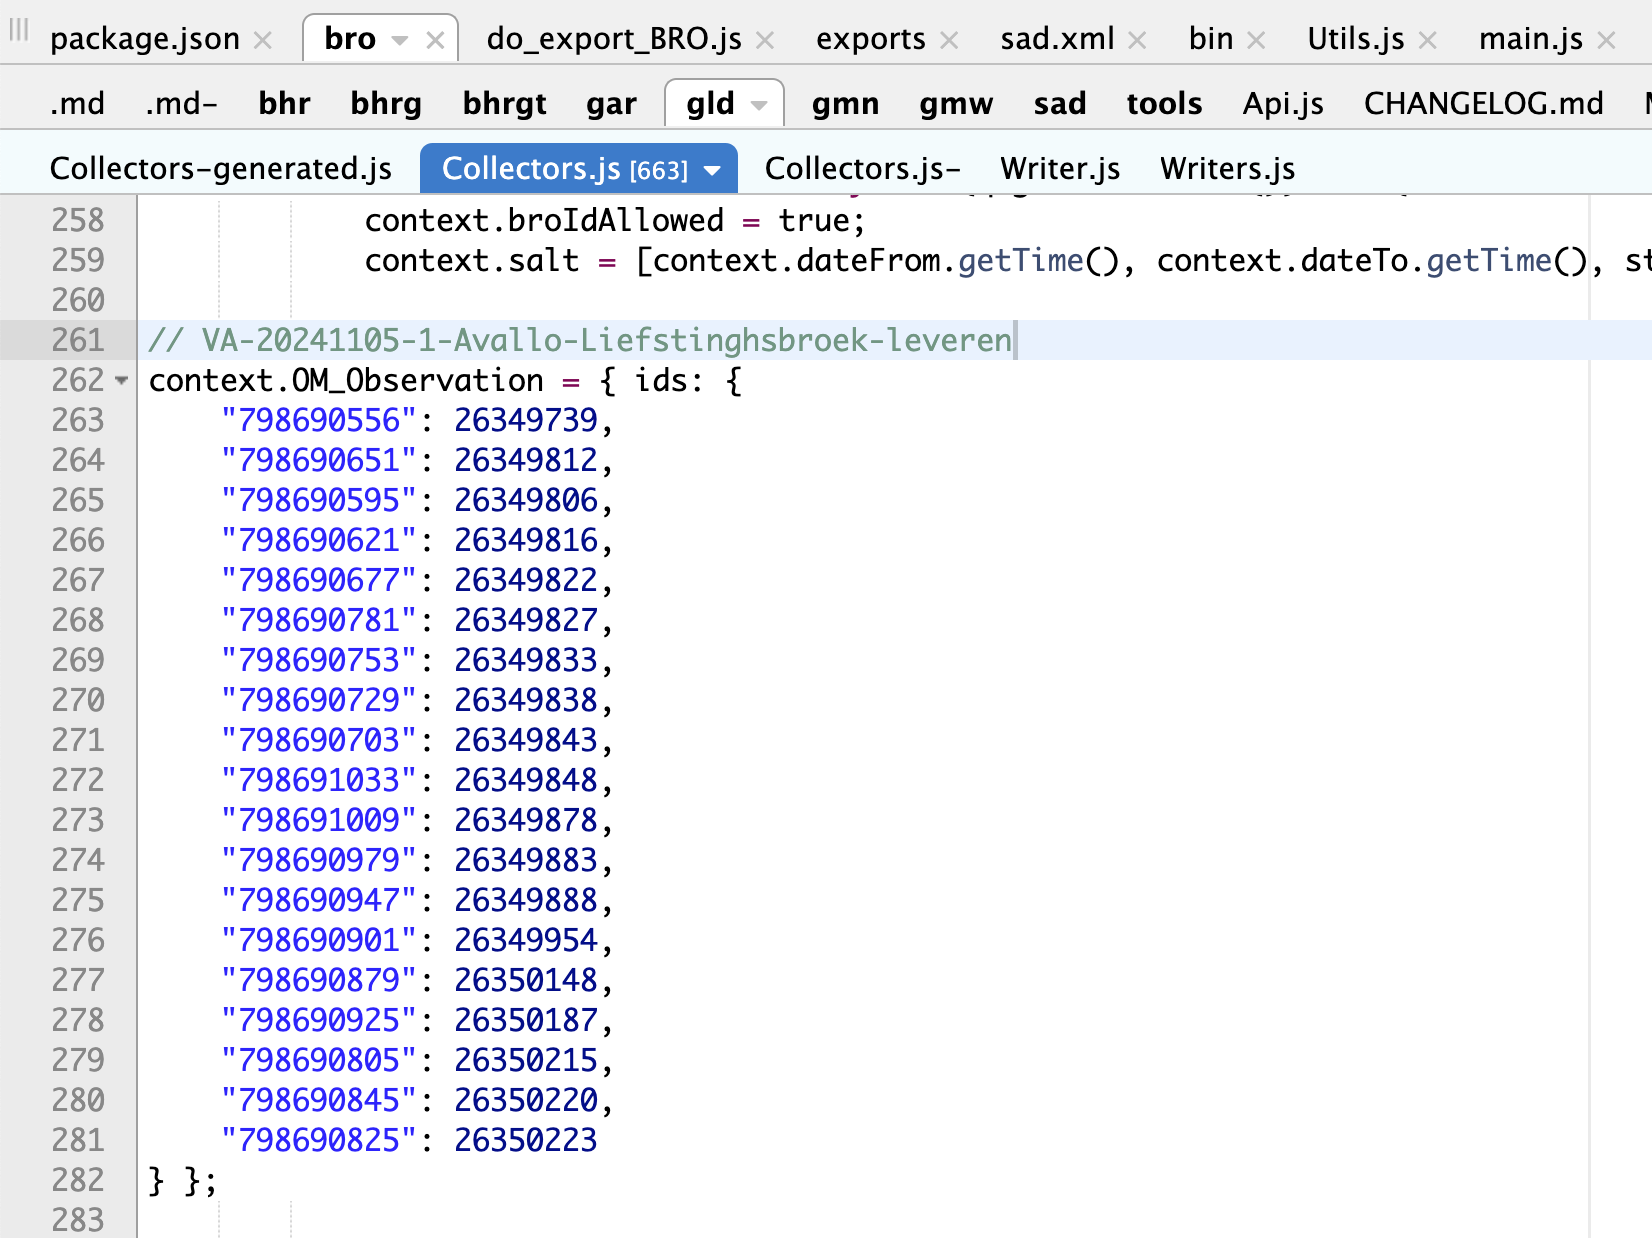 package.json × bro × do_export_BRO.js × exports × sad.xml × bin × Utils.js × main.js ×
.md .md- bhr bhrg bhrgt gar gld gmn gmw sad tools Api.js CHANGELOG.md
Collectors-generated.js Collectors.js [663] Collectors.js- Writer.js Writers.js
258 context.broIdAllowed = true;
259 context.salt = [context.dateFrom.getTime(), context.dateTo.getTime(), st
260
261 // VA-20241105-1-Avallo-Liefstinghsbroek-leveren
262 context.OM_Observation = { ids: {
263 "798690556": 26349739,
264 "798690651": 26349812,
265 "798690595": 26349806,
266 "798690621": 26349816,
267 "798690677": 26349822,
268 "798690781": 26349827,
269 "798690753": 26349833,
270 "798690729": 26349838,
271 "798690703": 26349843,
272 "798691033": 26349848,
273 "798691009": 26349878,
274 "798690979": 26349883,
275 "798690947": 26349888,
276 "798690901": 26349954,
277 "798690879": 26350148,
278 "798690925": 26350187,
279 "798690805": 26350215,
280 "798690845": 26350220,
281 "798690825": 26350223
282 } };
283